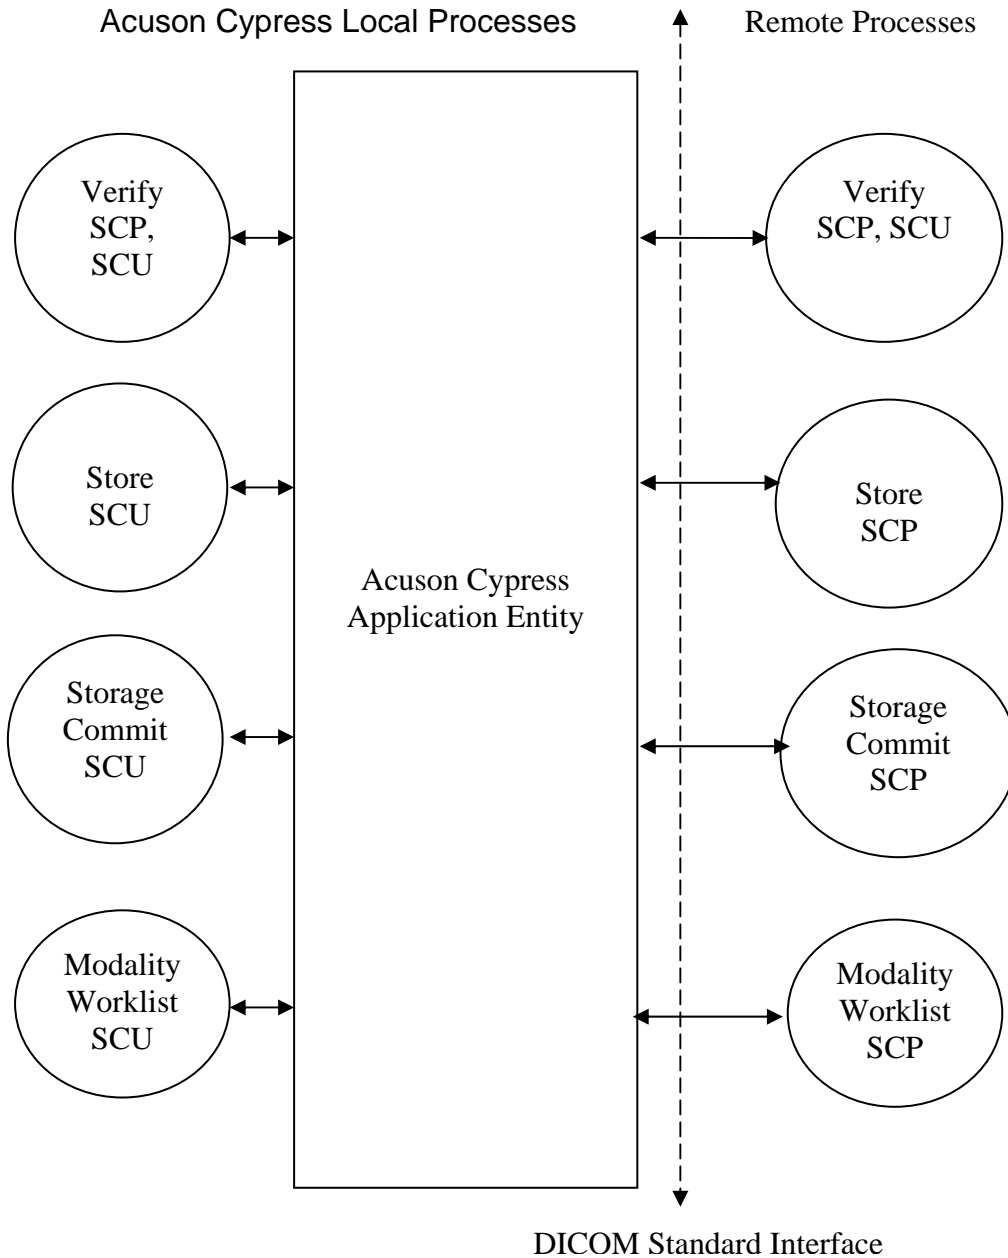 Acuson Cypress Local Processes
Remote Processes
Verify
SCP,
SCU
Verify
SCP, SCU
Store
SCU
Store
SCP
Acuson Cypress
Application Entity
Storage
Commit
SCU
Storage
Commit
SCP
Modality
Worklist
SCU
Modality
Worklist
SCP
DICOM Standard Interface